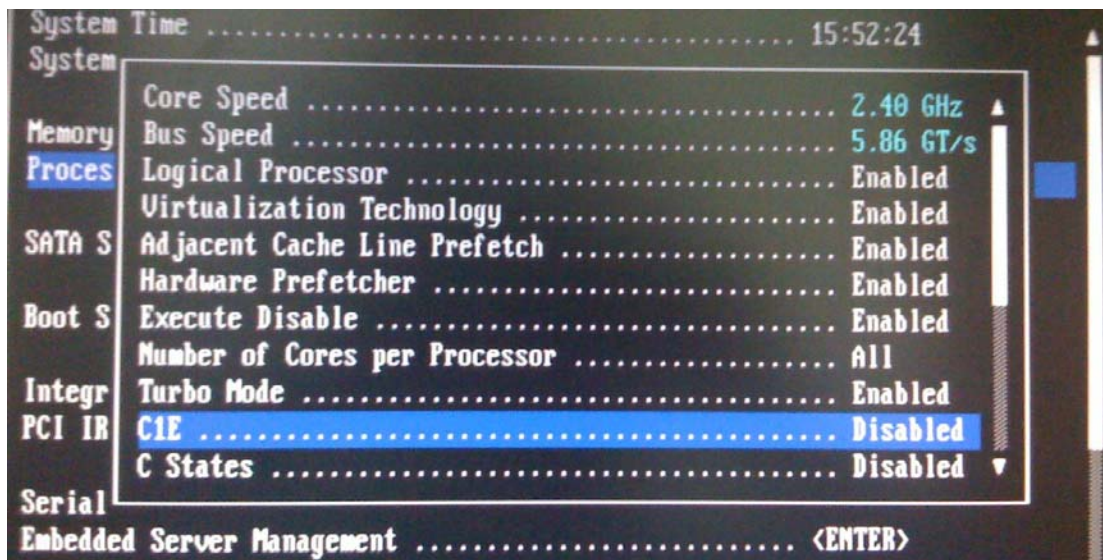 System Time ............................................. 15:52:24
System
Core Speed ...................................... 2.40 GHz
Memory Bus Speed ....................................... 5.86 GT/s
Proces Logical Processor .............................. Enabled
Virtualization Technology ...................... Enabled
SATA S Adjacent Cache Line Prefetch ................... Enabled
Hardware Prefetcher ............................ Enabled
Boot S Execute Disable ................................. Enabled
Number of Cores per Processor .................. All
Integr Turbo Mode ...................................... Enabled
PCI IR C1E ............................................. Disabled
C States ........................................ Disabled
Serial
Embedded Server Management ............................. <ENTER>